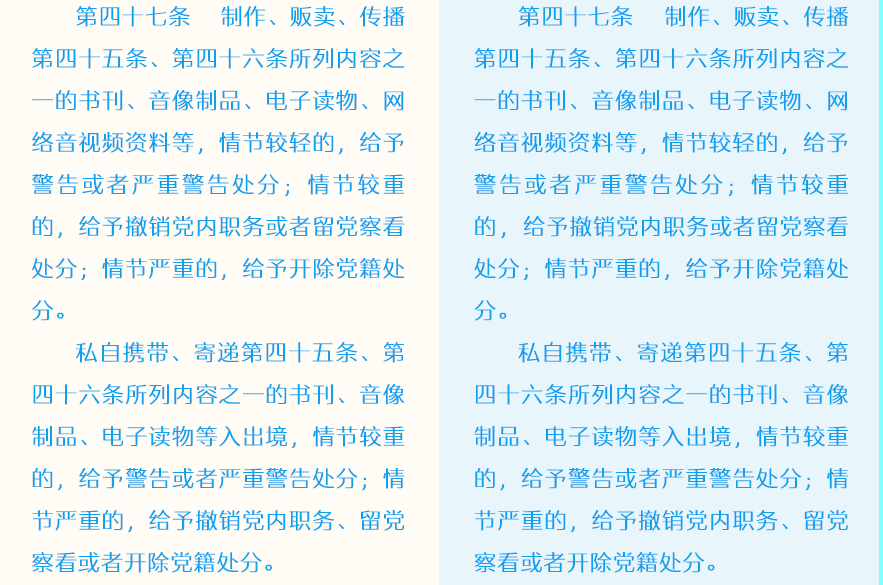 第四十七条 制作、贩卖、传播
第四十五条、第四十六条所列内容之
一的书刊、音像制品、电子读物、网
络音视频资料等，情节较轻的，给予
警告或者严重警告处分；情节较重
的，给予撤销党内职务或者留党察看
处分；情节严重的，给予开除党籍处
分。
私自携带、寄递第四十五条、第
四十六条所列内容之一的书刊、音像
制品、电子读物等入出境，情节较重
的，给予警告或者严重警告处分；情
节严重的，给予撤销党内职务、留党
察看或者开除党籍处分。
第四十七条 制作、贩卖、传播
第四十五条、第四十六条所列内容之
一的书刊、音像制品、电子读物、网
络音视频资料等，情节较轻的，给予
警告或者严重警告处分；情节较重
的，给予撤销党内职务或者留党察看
处分；情节严重的，给予开除党籍处
分。
私自携带、寄递第四十五条、第
四十六条所列内容之一的书刊、音像
制品、电子读物等入出境，情节较重
的，给予警告或者严重警告处分；情
节严重的，给予撤销党内职务、留党
察看或者开除党籍处分。